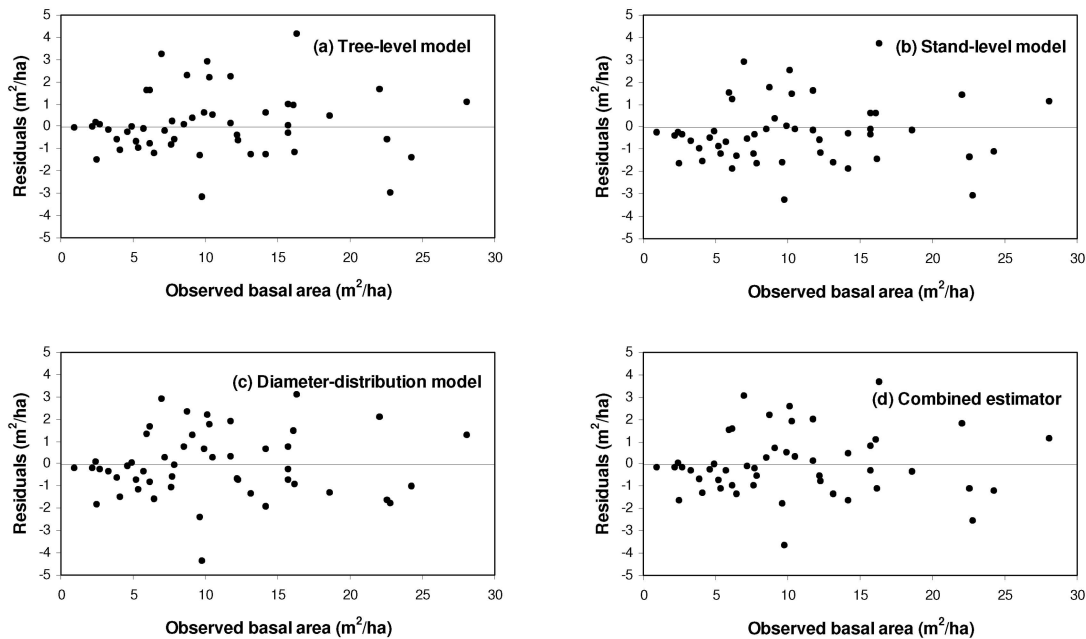 5
4
3
2
1
0
-1
-2
-3
-4
-5
Residuals (m²/ha)
(a) Tree-level model
0 5 10 15 20 25 30
Observed basal area (m²/ha)
5
4
3
2
1
0
-1
-2
-3
-4
-5
Residuals (m²/ha)
(b) Stand-level model
0 5 10 15 20 25 30
Observed basal area (m²/ha)
5
4
3
2
1
0
-1
-2
-3
-4
-5
Residuals (m²/ha)
(c) Diameter-distribution model
0 5 10 15 20 25 30
Observed basal area (m²/ha)
5
4
3
2
1
0
-1
-2
-3
-4
-5
Residuals (m²/ha)
(d) Combined estimator
0 5 10 15 20 25 30
Observed basal area (m²/ha)